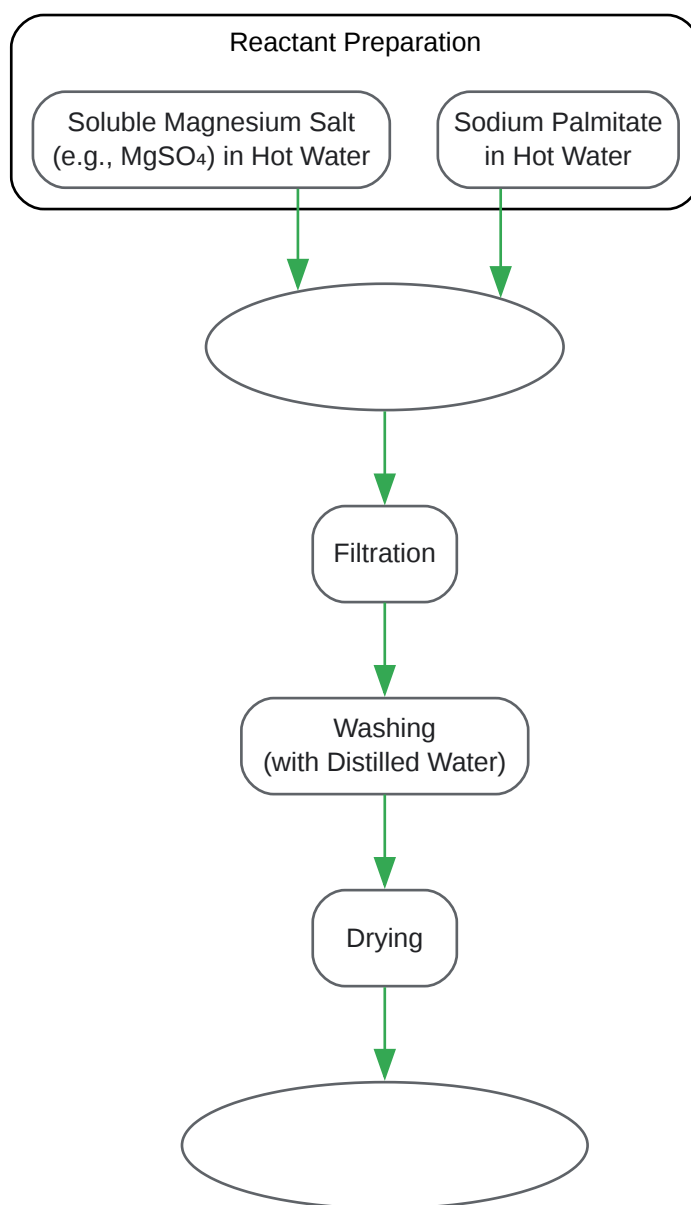 Reactant Preparation
Soluble Magnesium Salt
(e.g., MgSO₄) in Hot Water
Sodium Palmitate
in Hot Water
Filtration
Washing
(with Distilled Water)
Drying